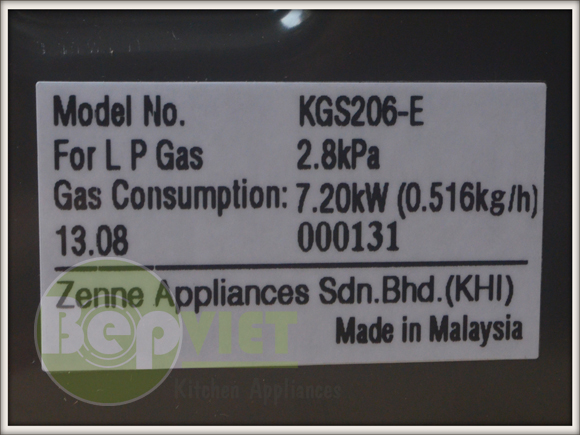 Model No. KGS206-E
For L P Gas 2.8kPa
Gas Consumption: 7.20kW (0.516kg/h)
13.08 000131
Zenne Appliances Sdn.Bhd.(KHI)
Made in Malaysia
BepVIET
Kitchen Appliances